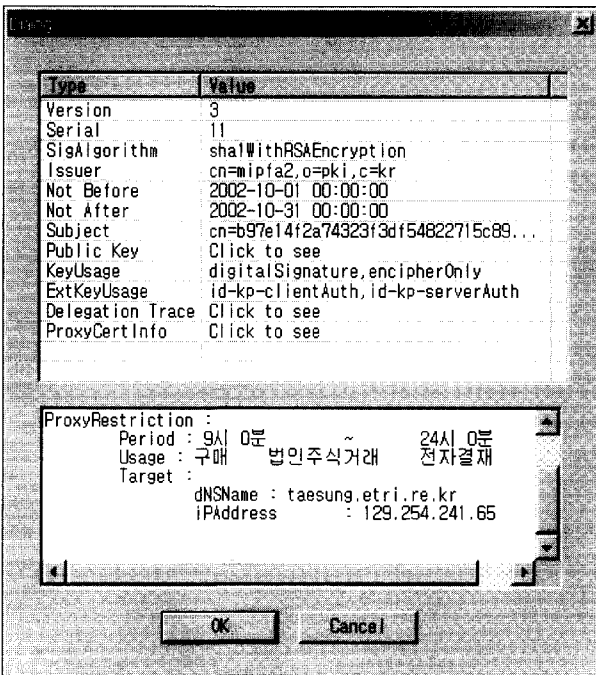 Dialog
Type Value
Version 3
Serial 11
SigAlgorithm sha1WithRSAEncryption
Issuer cn=mipfa2,o=pki,c=kr
Not Before 2002-10-01 00:00:00
Not After 2002-10-31 00:00:00
Subject cn=b97e14f2a74323f3df54822715c89...
Public Key Click to see
KeyUsage digitalSignature,encipherOnly
ExtKeyUsage id-kp-clientAuth,id-kp-serverAuth
Delegation Trace Click to see
ProxyCertInfo Click to see
ProxyRestriction :
Period : 9시 0분 ~ 24시 0분
Usage : 구매 법인주식거래 전자결재
Target :
dNSName : taesung.etri.re.kr
iPAddress : 129.254.241.65
OK Cancel